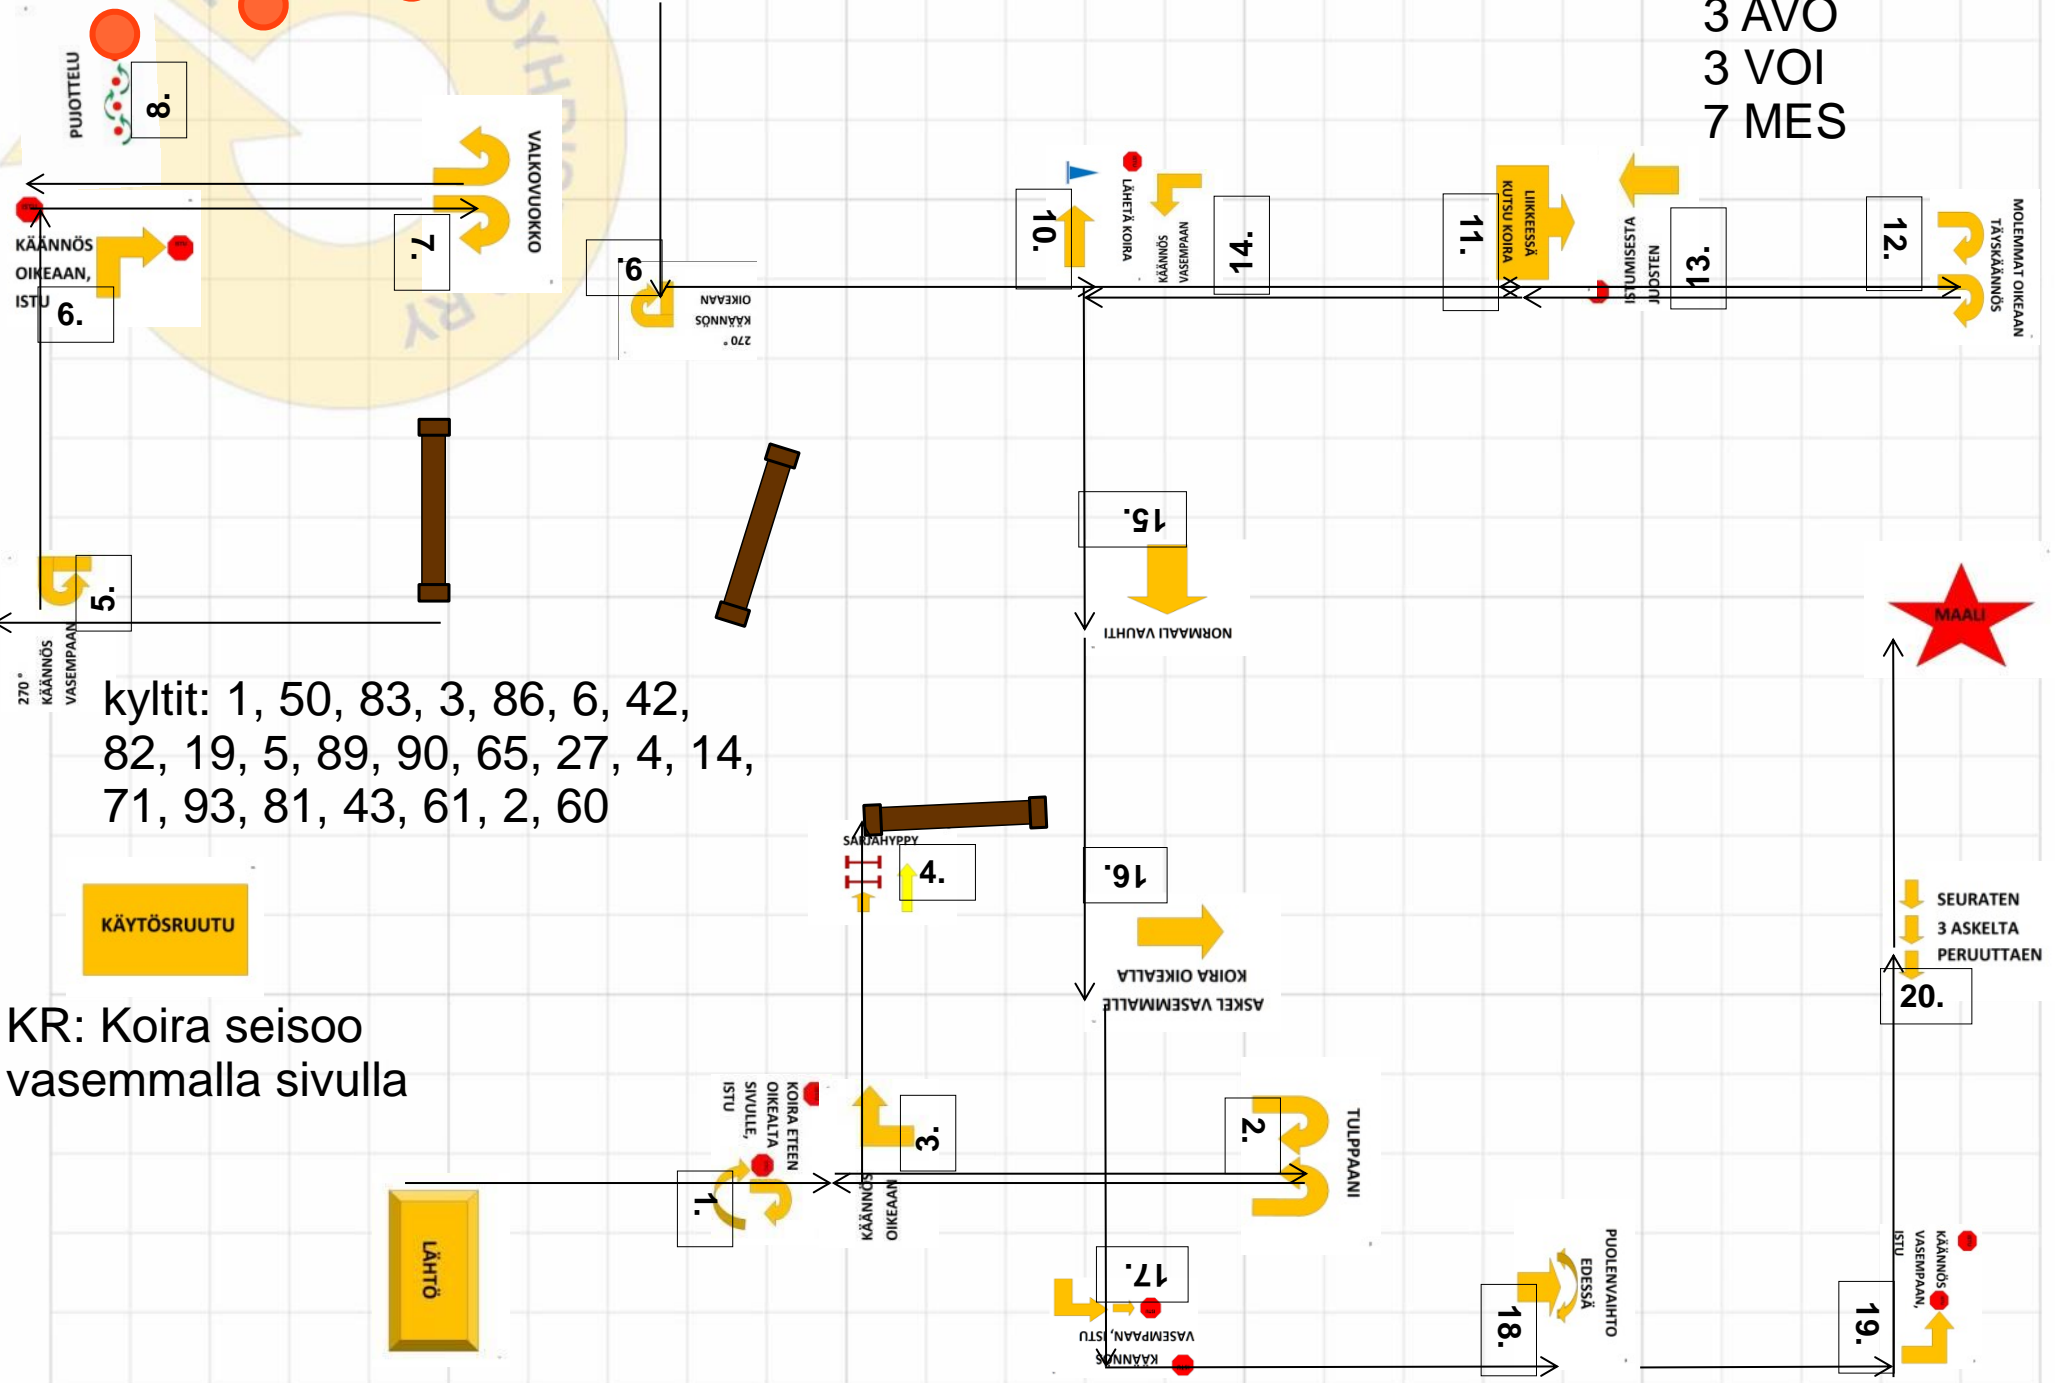 3 AVO
3 VOI
7 MES
PUJOTTELU
8.
VALKOVUOKKO
7.
KÄÄNNÖS
OIKEAAN,
ISTU
6.
9.
270°
KÄÄNNÖS
OIKEAAN
10.
LÄHETÄ KOIRA
KÄÄNNÖS
VASEMPAAN
14.
11.
LIIKKEESSÄ
KUTSU KOIRA
ISTUMISESTA
JUOSTEN
13.
12.
MOLEMMAT OIKEAAN
TÄYSKÄÄNNÖS
RY
5.
270°
KÄÄNNÖS
VASEMPAAN
15.
NORMAALI VAUHTI
MAALI
kyltit: 1, 50, 83, 3, 86, 6, 42,
82, 19, 5, 89, 90, 65, 27, 4, 14,
71, 93, 81, 43, 61, 2, 60
SARJAHYPPY
4.
16.
ASKEL VASEMMALLE
KOIRA OIKEALLA
SEURATEN
3 ASKELTA
PERUUTTAEN
20.
KÄYTÖSRUUTU
KR: Koira seisoo
vasemmalla sivulla
KOIRA ETEEN
OIKEALTA
SIVULLE,
ISTU
1.
3.
KÄÄNNÖS
OIKEAAN
2.
TULPPAANI
LÄHTÖ
17.
KÄÄNNÖS
VASEMPAAN, ISTU
18.
PUOLENVAIHTO
EDESSÄ
19.
KÄÄNNÖS
VASEMPAAN,
ISTU